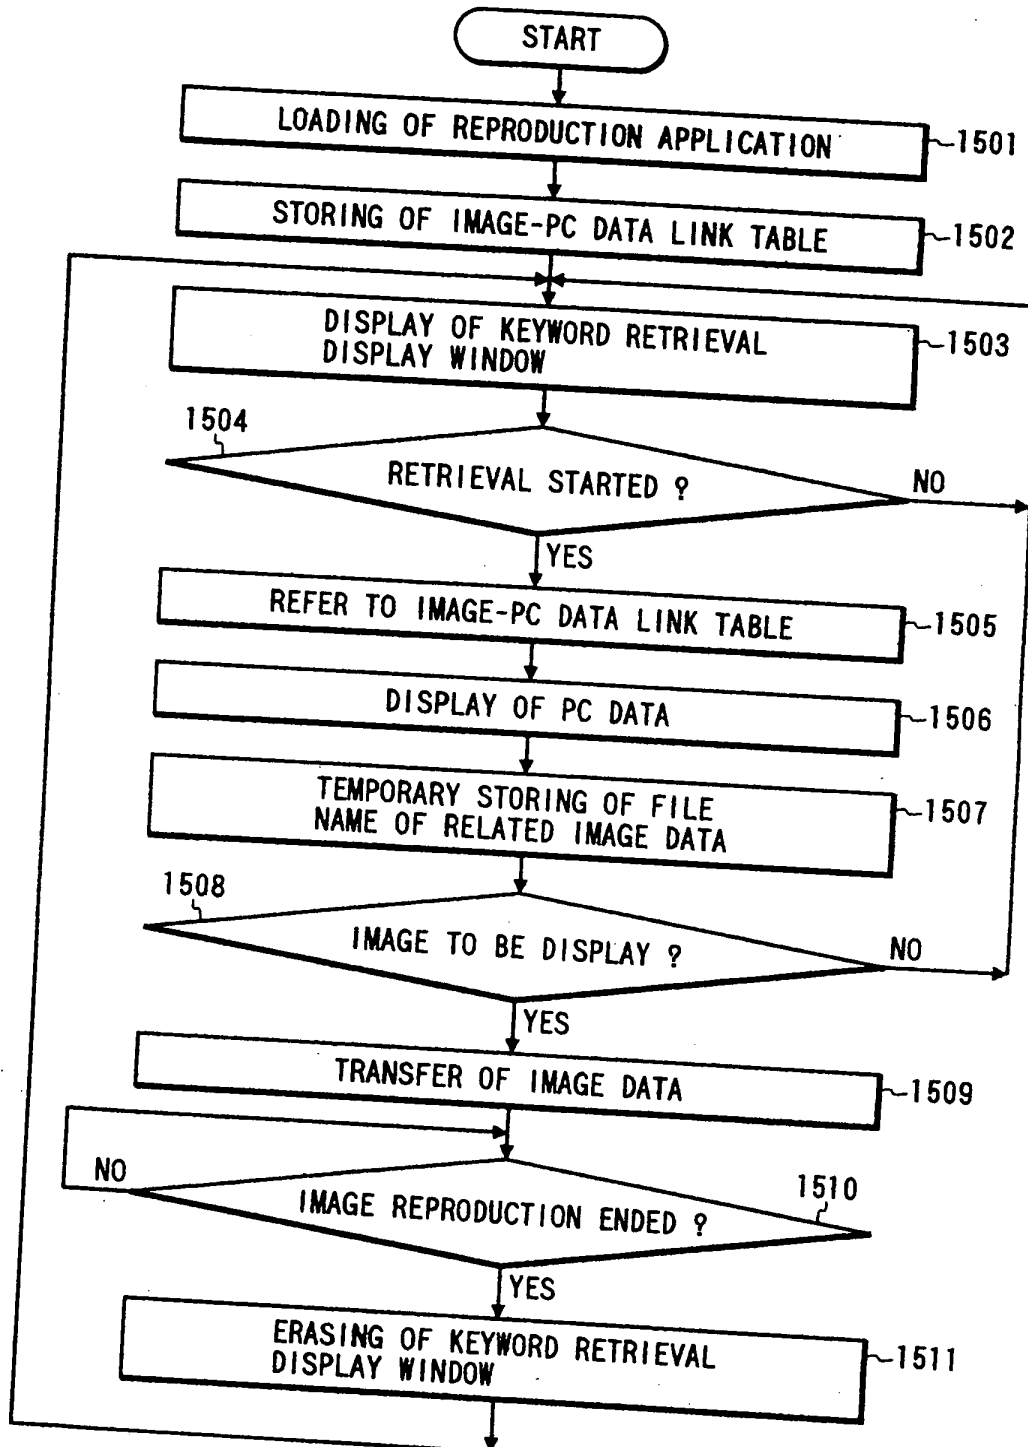 START
LOADING OF REPRODUCTION APPLICATION
1501
STORING OF IMAGE-PC DATA LINK TABLE
1502
DISPLAY OF KEYWORD RETRIEVAL
DISPLAY WINDOW
1503
1504
RETRIEVAL STARTED ?
NO
YES
REFER TO IMAGE-PC DATA LINK TABLE
1505
DISPLAY OF PC DATA
1506
TEMPORARY STORING OF FILE
NAME OF RELATED IMAGE DATA
1507
1508
IMAGE TO BE DISPLAY ?
NO
YES
TRANSFER OF IMAGE DATA
1509
NO
IMAGE REPRODUCTION ENDED ?
1510
YES
ERASING OF KEYWORD RETRIEVAL
DISPLAY WINDOW
1511